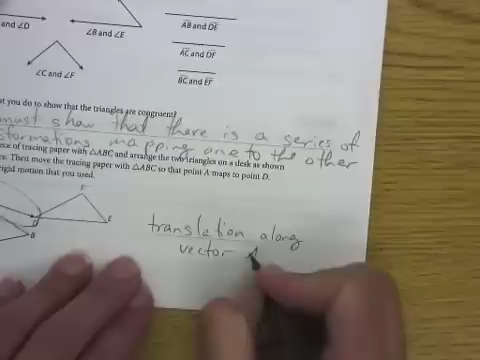 and ∠D
∠B and ∠E
∠C and ∠F
AB and DE
AC and DF
BC and EF
at you do to show that the triangles are congruent?
must show that there is a series of
sformations mapping one to the other
ece of tracing paper with △ABC and arrange the two triangles on a desk as shown
Then move the tracing paper with △ABC so that point A maps to point D.
rigid motion that you used.
F
E
B
translation along
vector